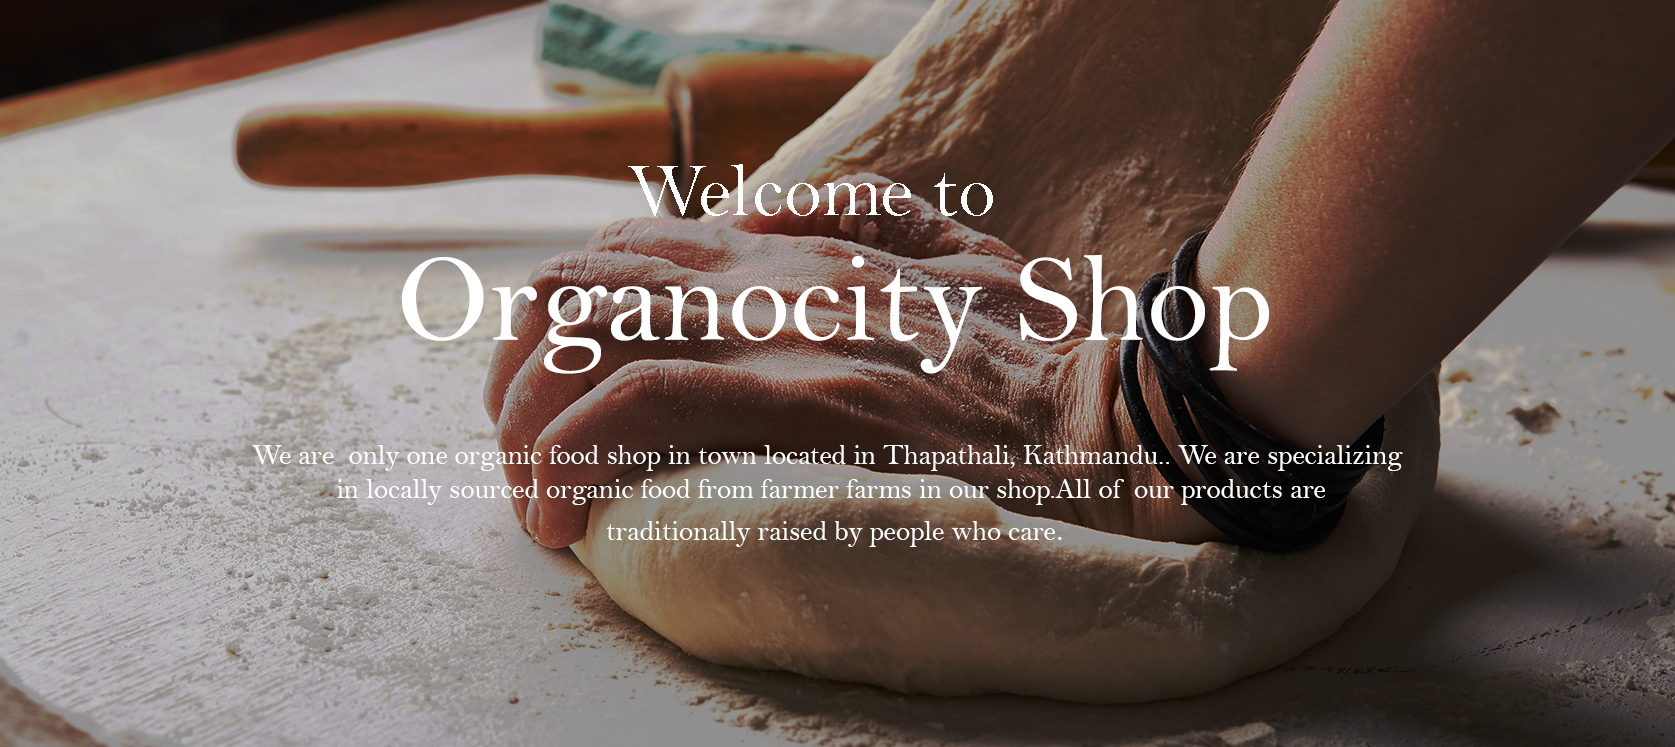 Welcome to
Organocity Shop
We are  only one organic food shop in town located in Thapathali, Kathmandu.. We are specializing
in locally sourced organic food from farmer farms in our shop.All of  our products are
traditionally raised by people who care.